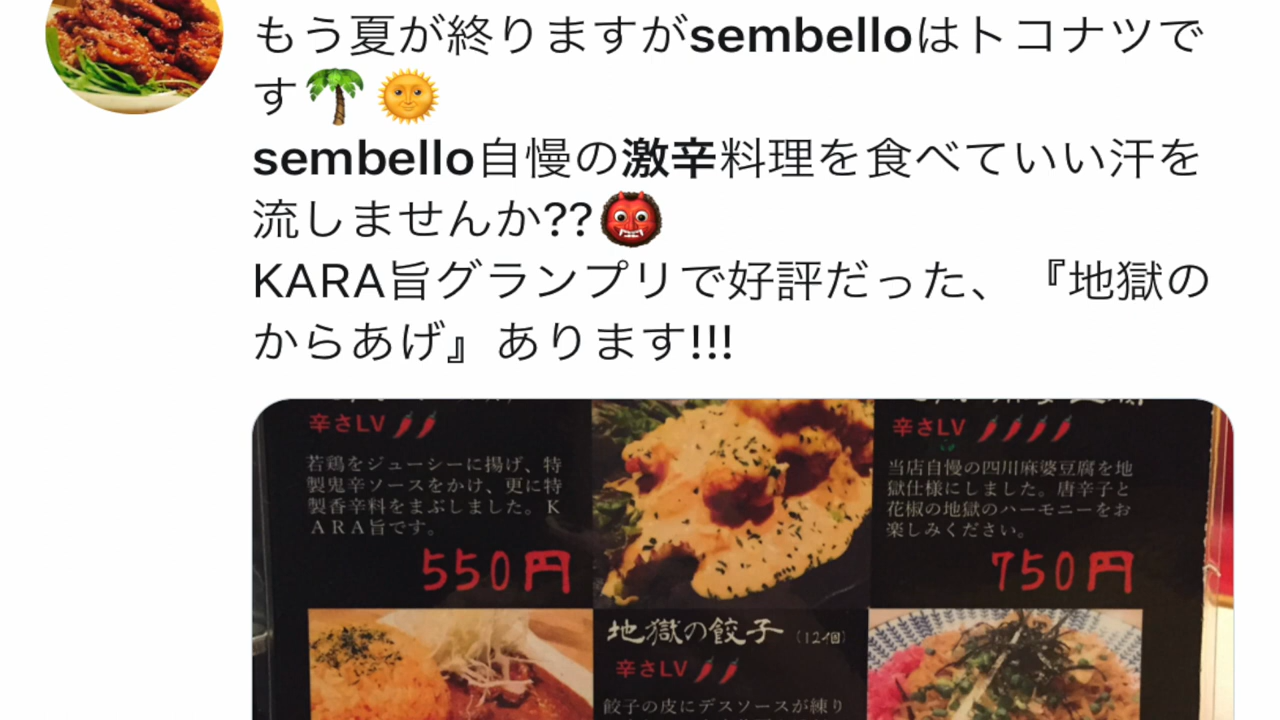 もう夏が終りますがsembelloはトコナツで
す🌴🌞
sembello自慢の激辛料理を食べていい汗を
流しませんか??👹
KARA旨グランプリで好評だった、『地獄の
からあげ』あります!!!
辛さLV
若鶏をジューシーに揚げ、特
製鬼辛ソースをかけ、更に特
製香辛料をまぶしました。K
ARA旨です。
550円
地獄の餃子(12個)
辛さLV
餃子の皮にデスソースが練り
辛さLV
当店自慢の四川麻婆豆腐を地
獄仕様にしました。唐辛子と
花椒の地獄のハーモニーをお
楽しみください。
750円